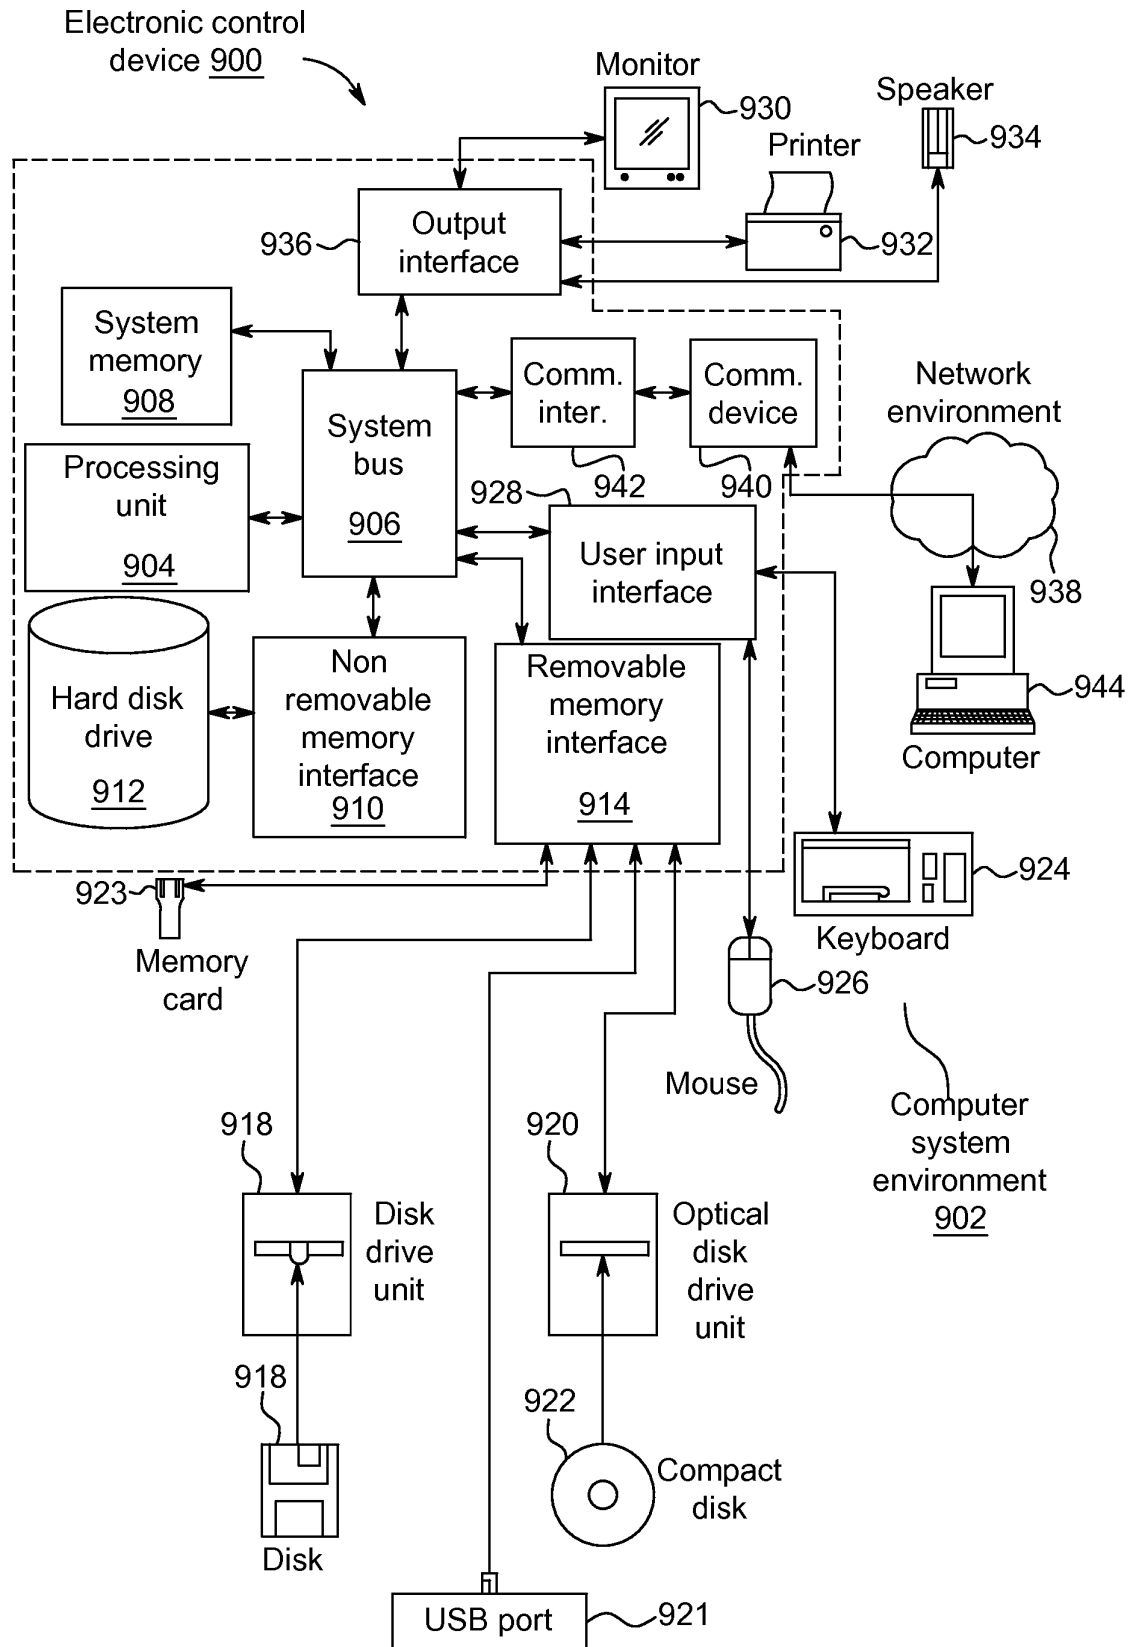 Electronic control
device 900
Monitor
930
Speaker
934
Printer
932
936
Output
interface
System
memory
908
Comm.
inter.
942
Comm.
device
940
Network
environment
938
System
bus
906
Processing
unit
904
928
User input
interface
944
Computer
Hard disk
drive
912
Non
removable
memory
interface
910
Removable
memory
interface
914
923
Memory
card
924
Keyboard
926
Mouse
Computer
system
environment
902
918
Disk
drive
unit
920
Optical
disk
drive
unit
918
Disk
922
Compact
disk
USB port
921